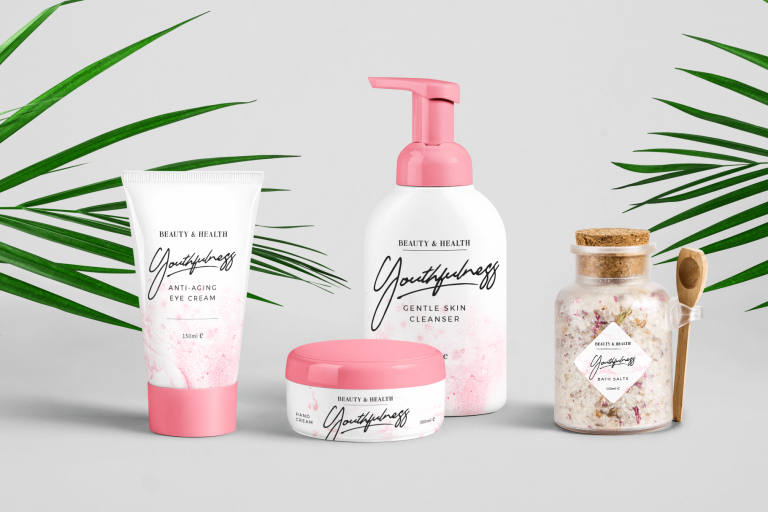 BEAUTY & HEALTH
Youthfulness
ANTI-AGING
EYE CREAM
150ml ℮
BEAUTY & HEALTH
Youthfulness
GENTLE SKIN
CLEANSER
℮
BEAUTY & HEALTH
Youthfulness
HAND
CREAM
BEAUTY & HEALTH
Youthfulness
BATH SALTS